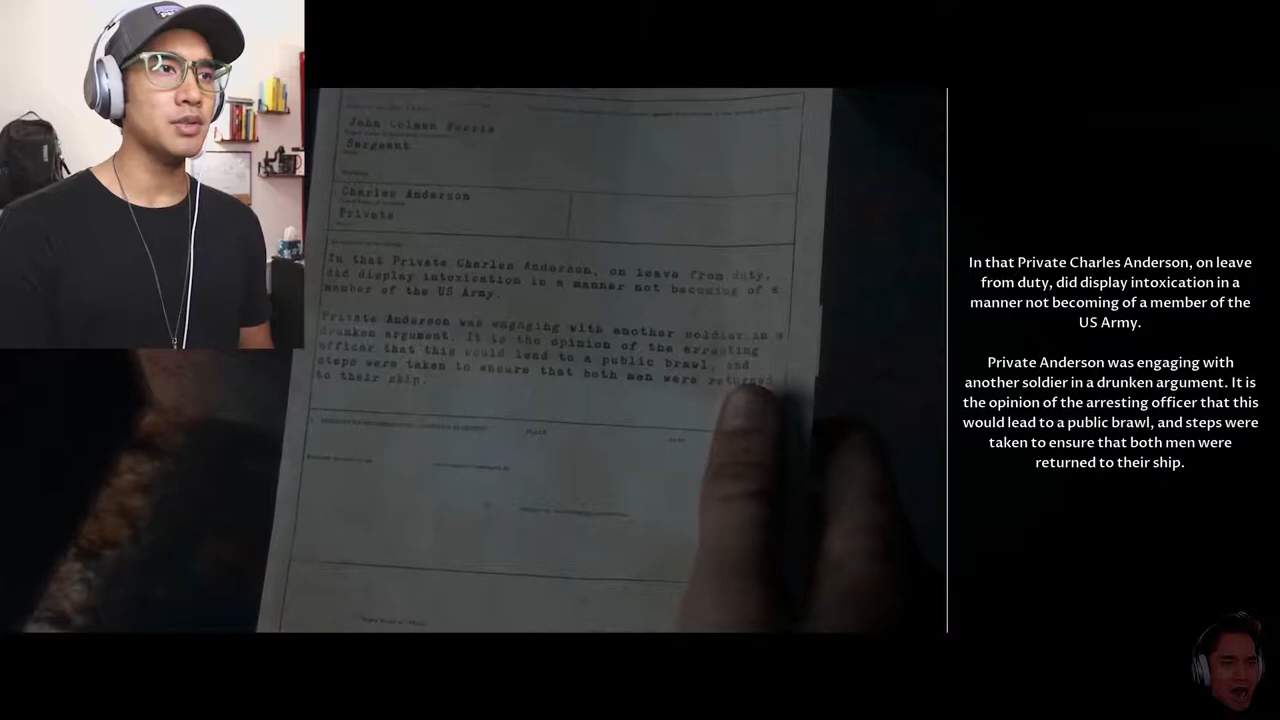 John Colman Norris
Sergeant
Charles Anderson
Private
In that Private Charles Anderson, on leave from duty,
did display intoxication in a manner not becoming of a
member of the US Army.
Private Anderson was engaging with another soldier in a
drunken argument. It is the opinion of the arresting
officer that this would lead to a public brawl, and
steps were taken to ensure that both men were returned
to their ship.
In that Private Charles Anderson, on leave
from duty, did display intoxication in a
manner not becoming of a member of the
US Army.
Private Anderson was engaging with
another soldier in a drunken argument. It is
the opinion of the arresting officer that this
would lead to a public brawl, and steps were
taken to ensure that both men were
returned to their ship.